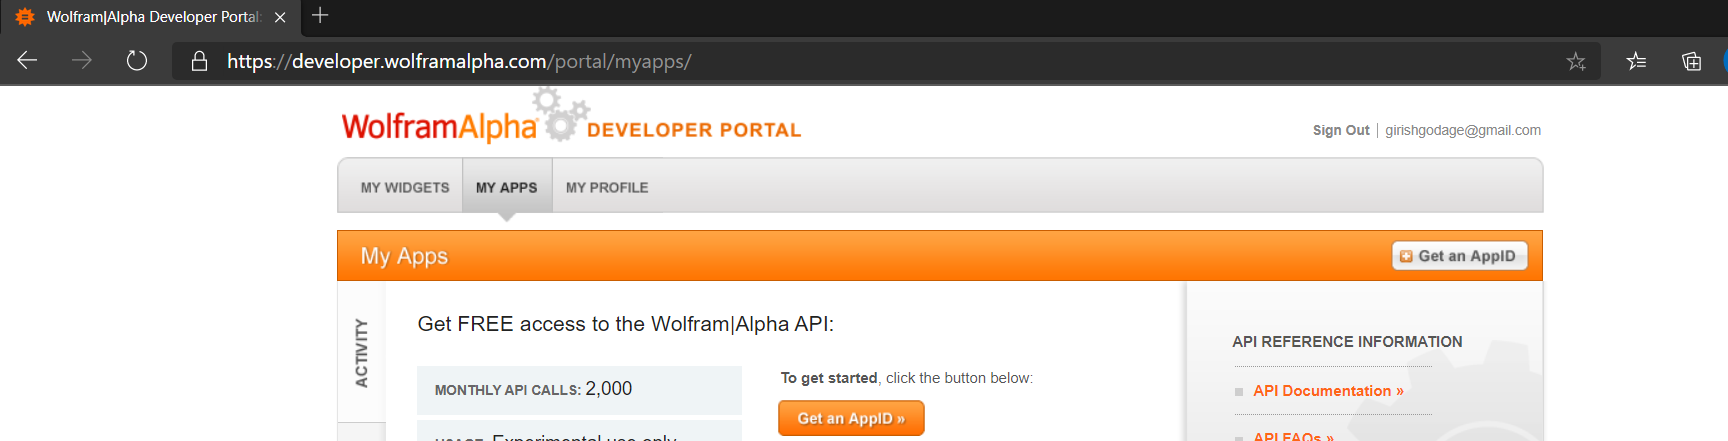 Wolfram|Alpha Developer Portal:
https://developer.wolframalpha.com/portal/myapps/
WolframAlpha DEVELOPER PORTAL
Sign Out | girishgodage@gmail.com
MY WIDGETS MY APPS MY PROFILE
My Apps
Get an AppID
ACTIVITY
Get FREE access to the Wolfram|Alpha API:
MONTHLY API CALLS: 2,000
USAGE: Experimental use only
To get started, click the button below:
Get an AppID »
API REFERENCE INFORMATION
API Documentation »
API FAQs »